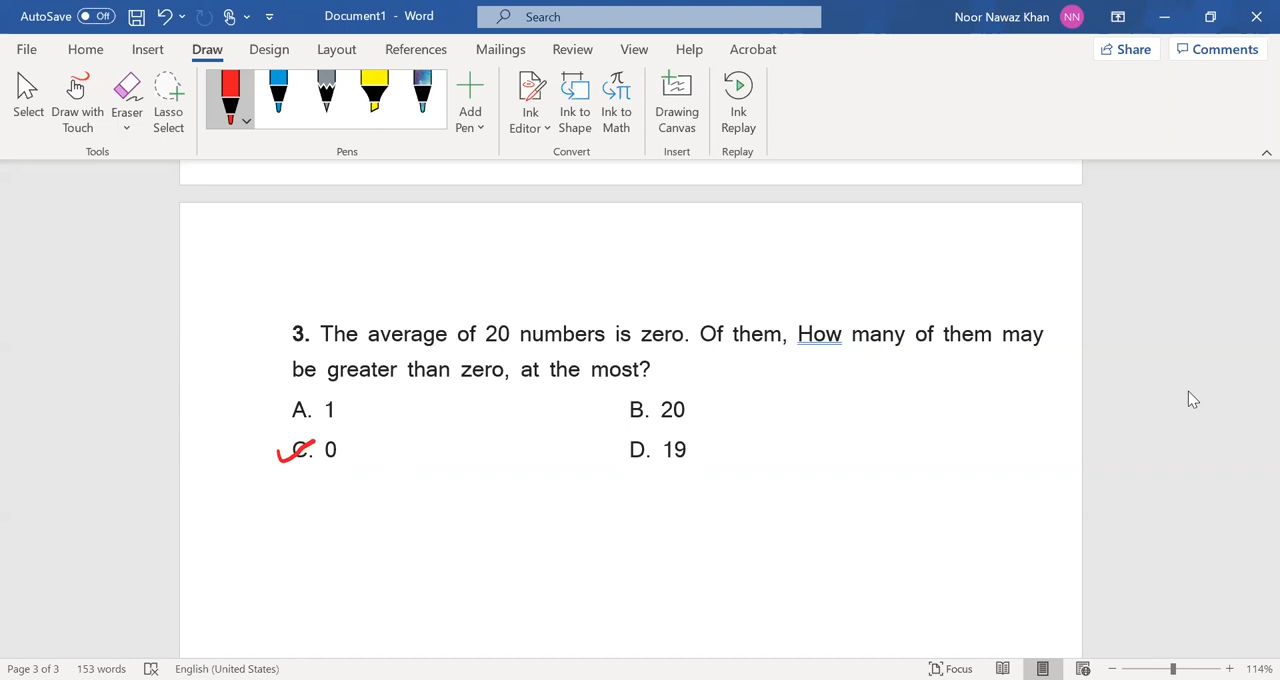 AutoSave Off Document1 - Word Search Noor Nawaz Khan NN
File Home Insert Draw Design Layout References Mailings Review View Help Acrobat Share Comments
Select Draw with Touch Eraser Lasso Select Add Pen Ink Editor Ink to Shape Ink to Math Drawing Canvas Ink Replay
Tools Pens Convert Insert Replay
3. The average of 20 numbers is zero. Of them, How many of them may
be greater than zero, at the most?
A. 1 B. 20
C. 0 D. 19
Page 3 of 3 153 words English (United States) Focus 114%